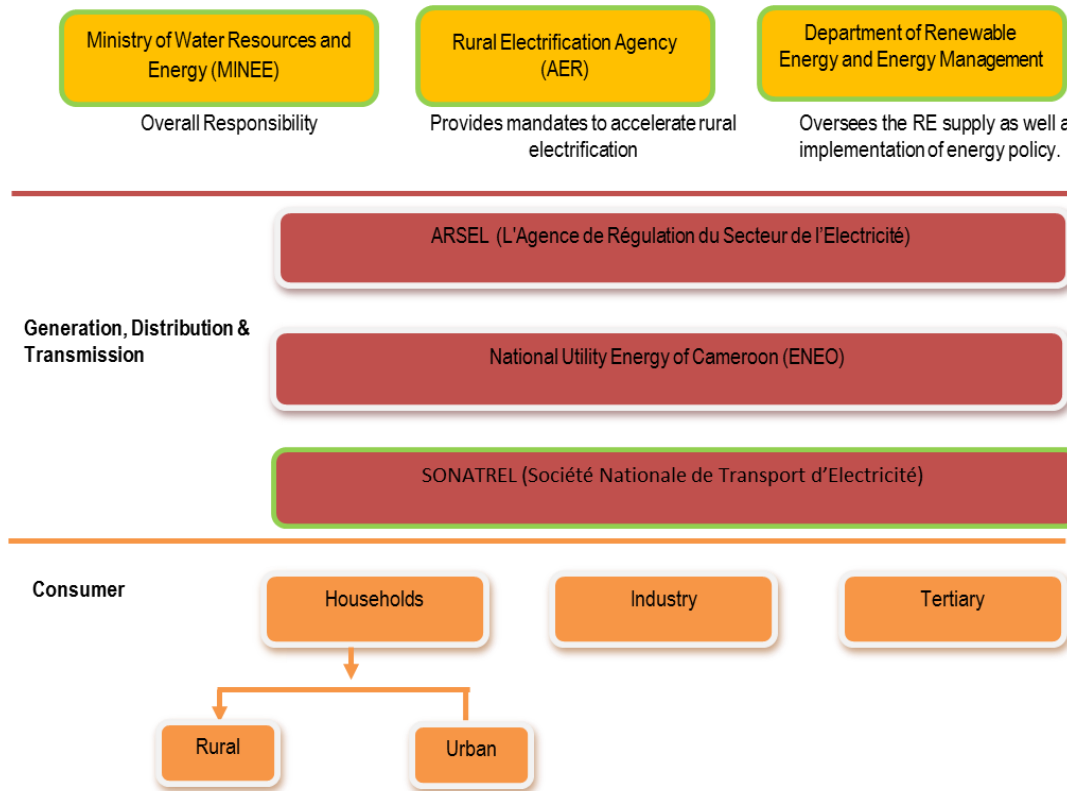 Ministry of Water Resources and
Energy (MINEE)
Rural Electrification Agency
(AER)
Department of Renewable
Energy and Energy Management
Overall Responsibility
Provides mandates to accelerate rural
electrification
Oversees the RE supply as well a
implementation of energy policy.
ARSEL (L'Agence de Régulation du Secteur de l’Electricité)
Generation, Distribution &
Transmission
National Utility Energy of Cameroon (ENEO)
SONATREL (Société Nationale de Transport d’Electricité)
Consumer
Households
Industry
Tertiary
Rural
Urban